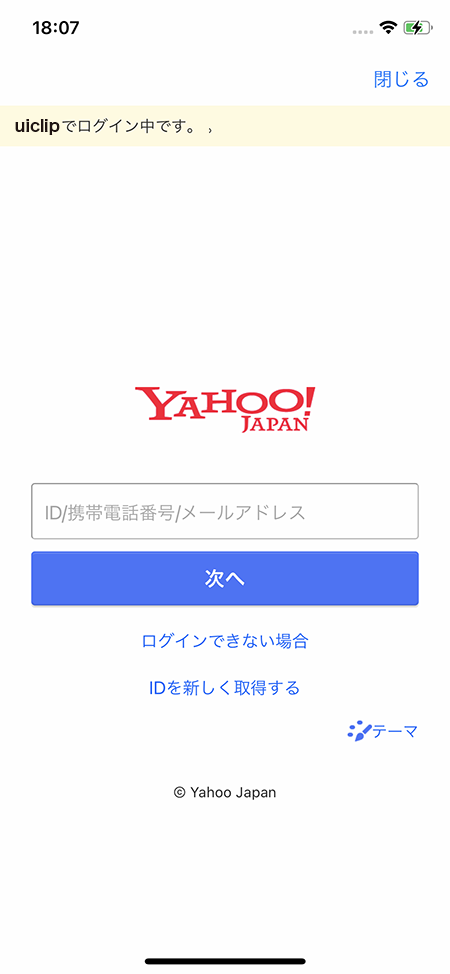 18:07
閉じる
uiclipでログイン中です。 ›
YAHOO!
JAPAN
ID/携帯電話番号/メールアドレス
次へ
ログインできない場合
IDを新しく取得する
テーマ
© Yahoo Japan